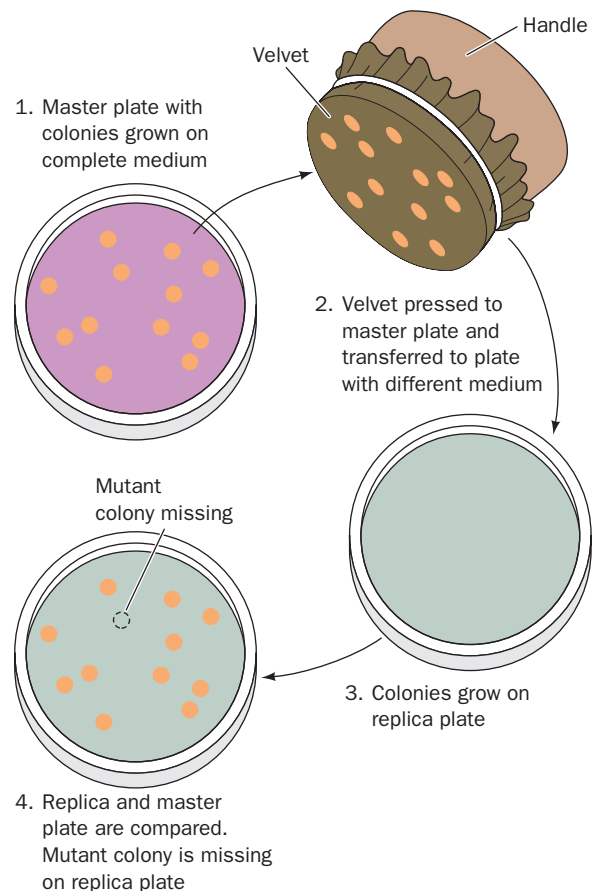 Handle
Velvet
1. Master plate with
colonies grown on
complete medium
2. Velvet pressed to
master plate and
transferred to plate
with different medium
Mutant
colony missing
3. Colonies grow on
replica plate
4. Replica and master
plate are compared.
Mutant colony is missing
on replica plate